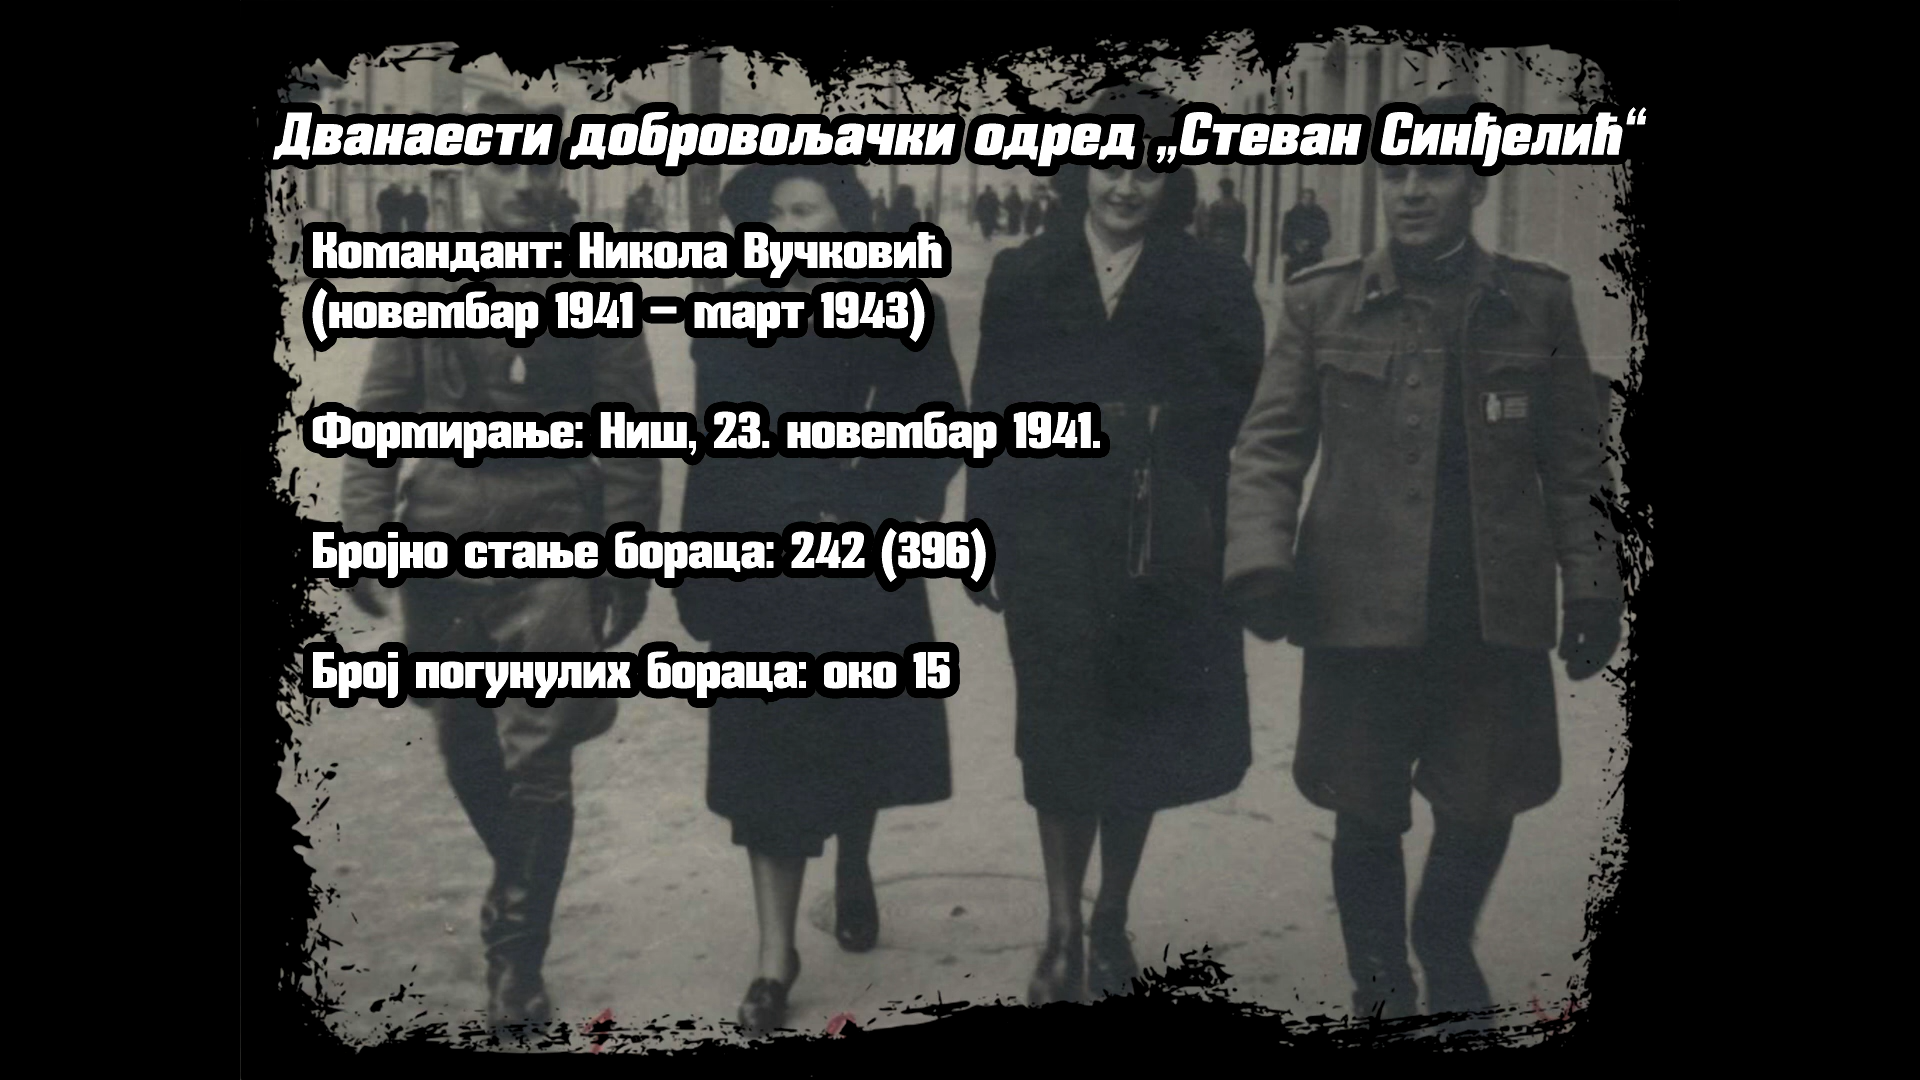 Дванаести добровољачки одред „Стеван Синђелић“
Командант: Никола Вучковић
(новембар 1941 – март 1943)
Формирање: Ниш, 23. новембар 1941.
Бројно стање бораца: 242 (396)
Број погунулих бораца: око 15